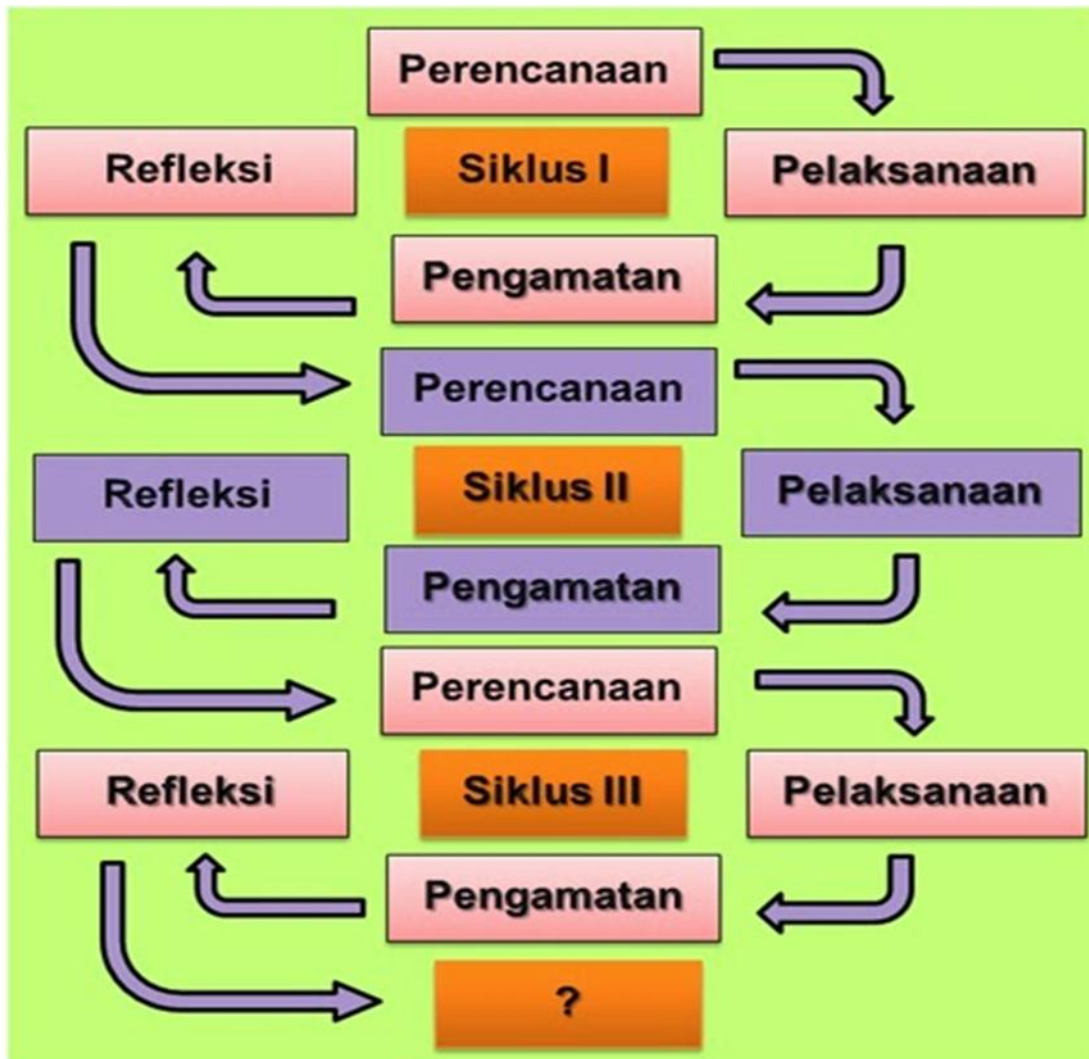 Perencanaan
Refleksi
Siklus I
Pelaksanaan
Pengamatan
Perencanaan
Refleksi
Siklus II
Pelaksanaan
Pengamatan
Perencanaan
Refleksi
Siklus III
Pelaksanaan
Pengamatan
?